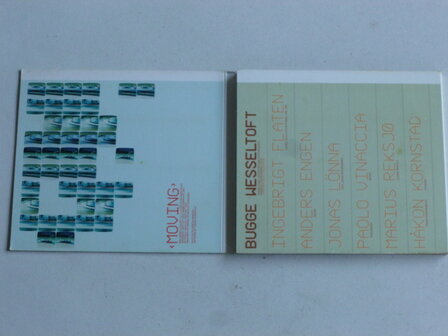 ‹MOVING›
BUGGE WESSELTOFT
INGEBRIGT FLATEN
ANDERS ENGEN
JONAS LÖNNA
PAOLO VINACCIA
MARIUS REKSJØ
HÅKON KORNSTAD